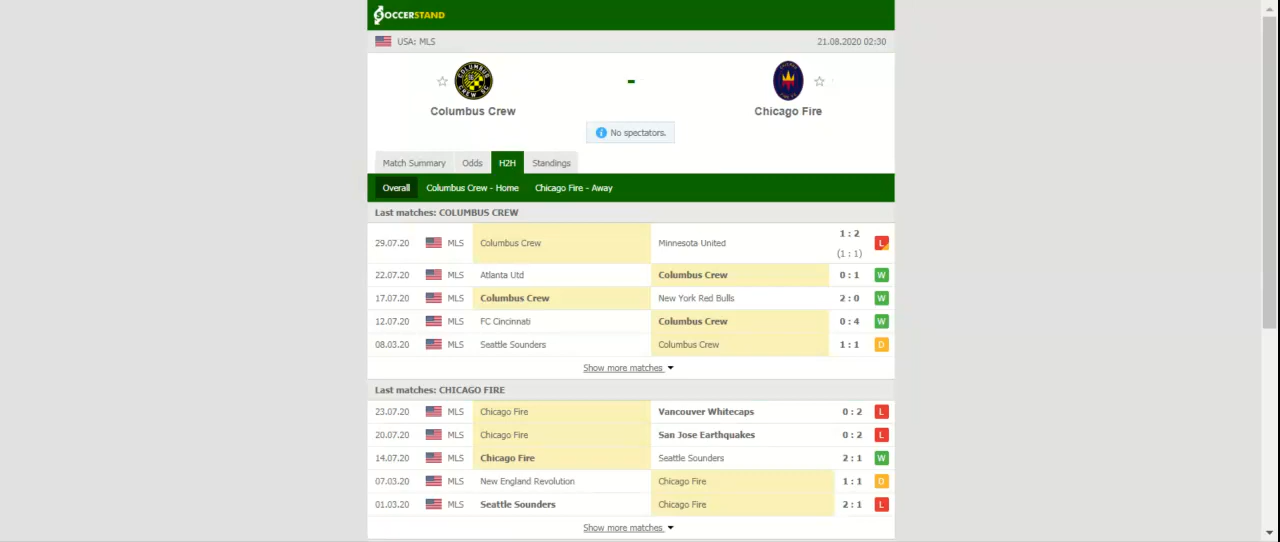 SOCCERSTAND
USA: MLS 21.08.2020 02:30
-
Columbus Crew Chicago Fire
No spectators.
Match Summary Odds H2H Standings
Overall Columbus Crew - Home Chicago Fire - Away
Last matches: COLUMBUS CREW
29.07.20 MLS Columbus Crew Minnesota United 1 : 2 (1 : 1) L
22.07.20 MLS Atlanta Utd Columbus Crew 0 : 1 W
17.07.20 MLS Columbus Crew New York Red Bulls 2 : 0 W
12.07.20 MLS FC Cincinnati Columbus Crew 0 : 4 W
08.03.20 MLS Seattle Sounders Columbus Crew 1 : 1 D
Show more matches
Last matches: CHICAGO FIRE
23.07.20 MLS Chicago Fire Vancouver Whitecaps 0 : 2 L
20.07.20 MLS Chicago Fire San Jose Earthquakes 0 : 2 L
14.07.20 MLS Chicago Fire Seattle Sounders 2 : 1 W
07.03.20 MLS New England Revolution Chicago Fire 1 : 1 D
01.03.20 MLS Seattle Sounders Chicago Fire 2 : 1 L
Show more matches